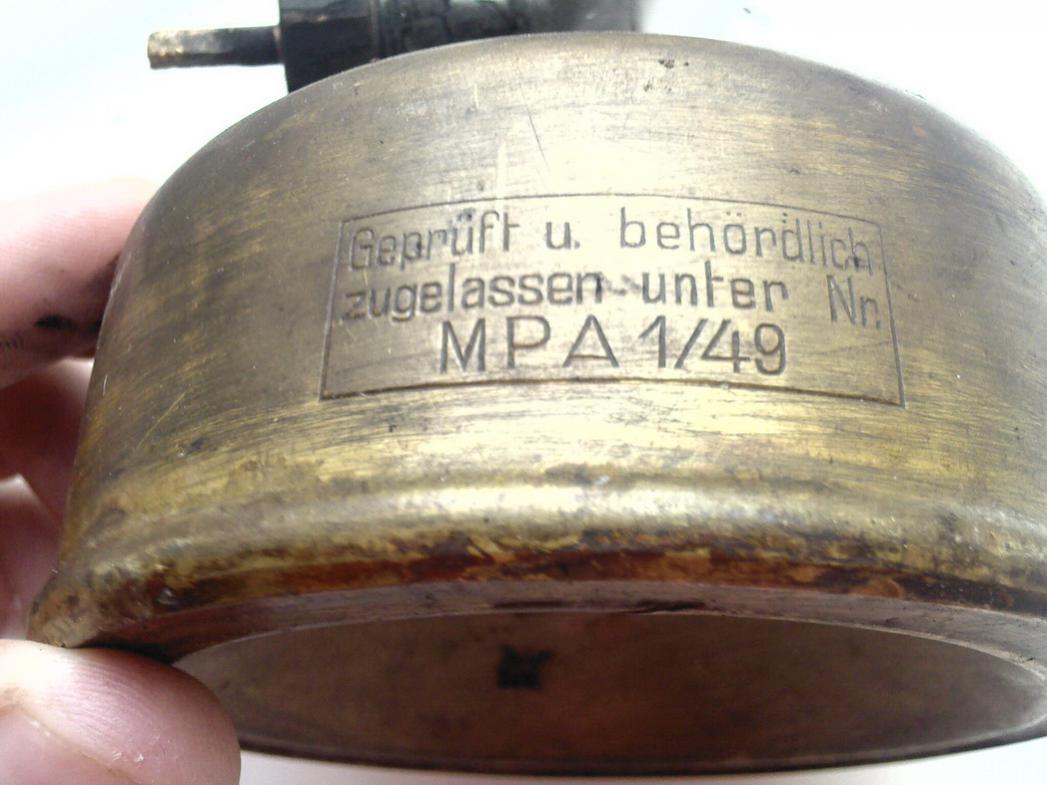 Geprüft u. behördlich
zugelassen unter Nr.
MPA 1/49